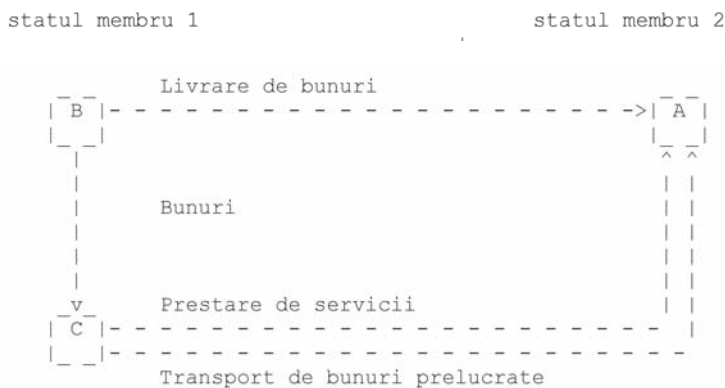 statul membru 1 statul membru 2
Livrare de bunuri
B A
Bunuri
Prestare de servicii
C
Transport de bunuri prelucrate